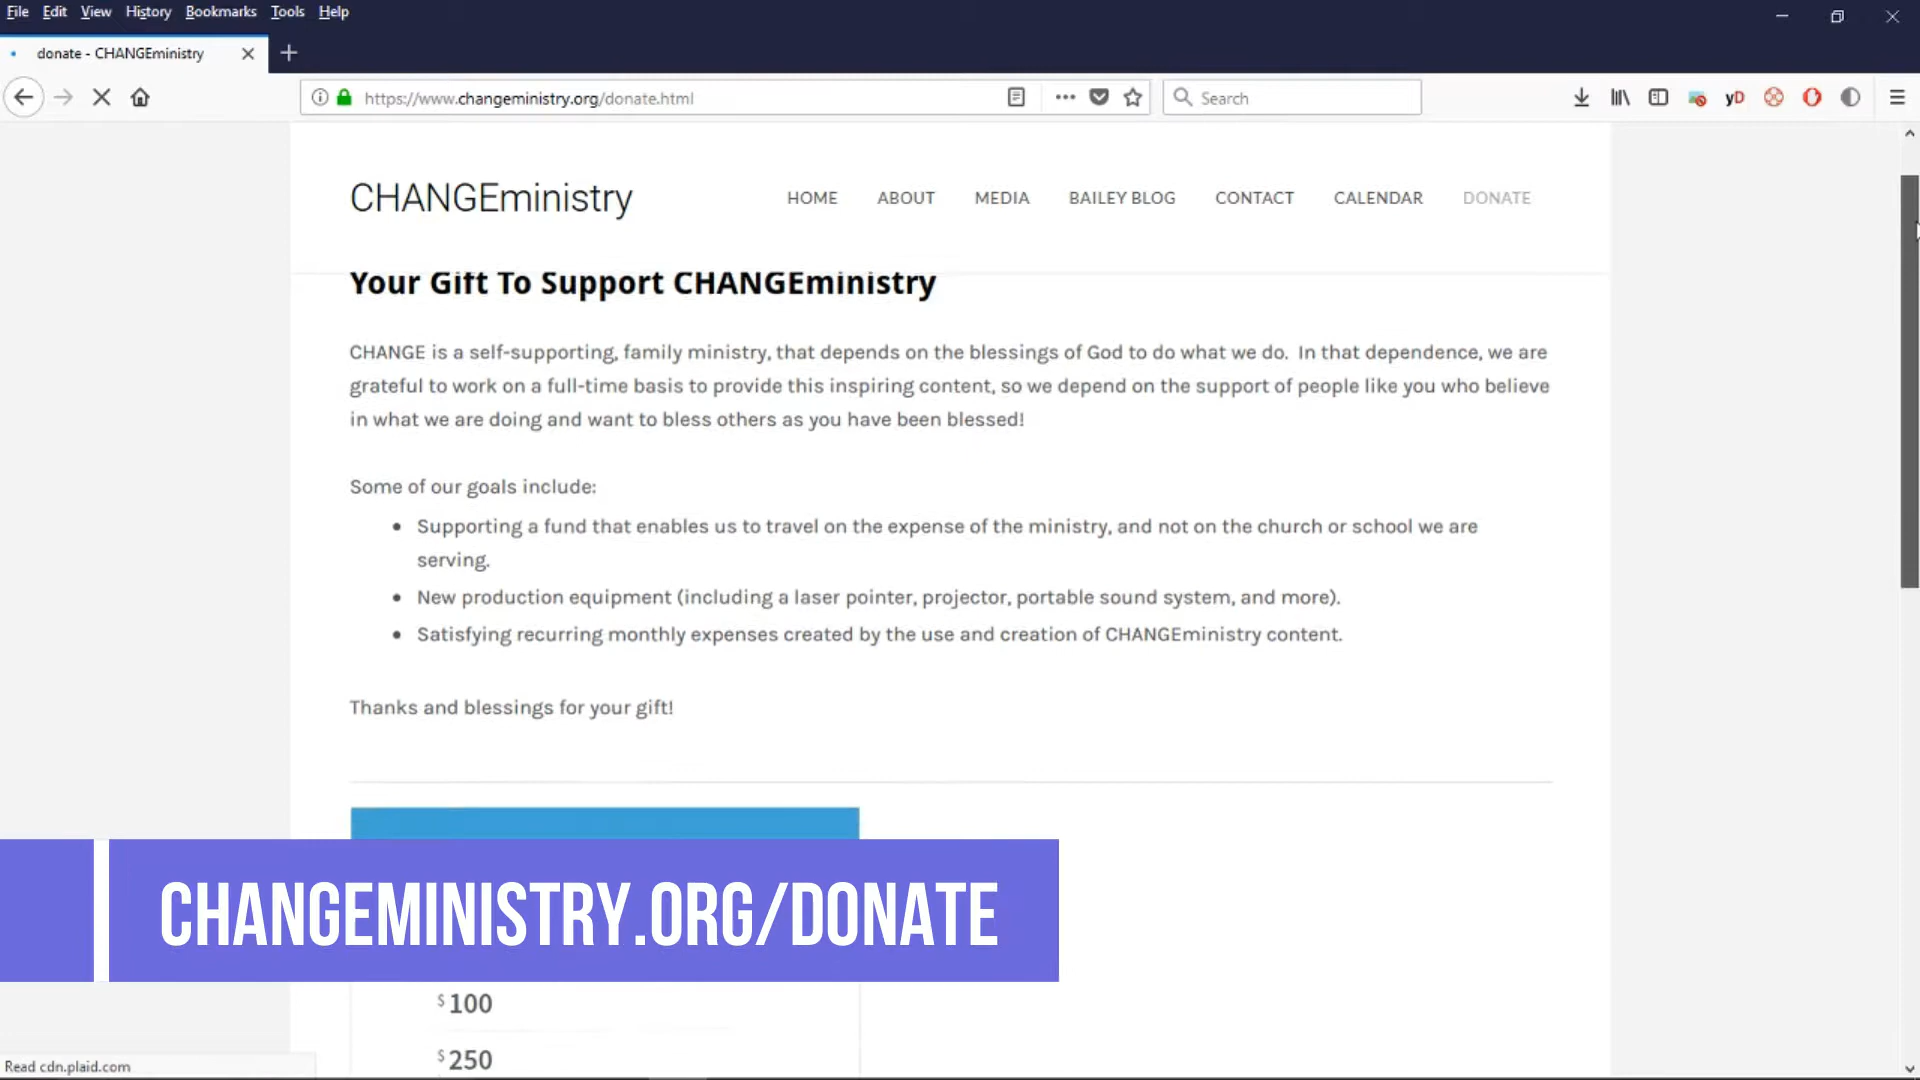 File Edit View History Bookmarks Tools Help
donate - CHANGEministry
https://www.changeministry.org/donate.html
Search
yD
CHANGEministry
HOME ABOUT MEDIA BAILEY BLOG CONTACT CALENDAR DONATE
Your Gift To Support CHANGEministry
CHANGE is a self-supporting, family ministry, that depends on the blessings of God to do what we do. In that dependence, we are
grateful to work on a full-time basis to provide this inspiring content, so we depend on the support of people like you who believe
in what we are doing and want to bless others as you have been blessed!
Some of our goals include:
Supporting a fund that enables us to travel on the expense of the ministry, and not on the church or school we are
serving.
New production equipment (including a laser pointer, projector, portable sound system, and more).
Satisfying recurring monthly expenses created by the use and creation of CHANGEministry content.
Thanks and blessings for your gift!
CHANGEMINISTRY.ORG/DONATE
$100
$250
Read cdn.plaid.com